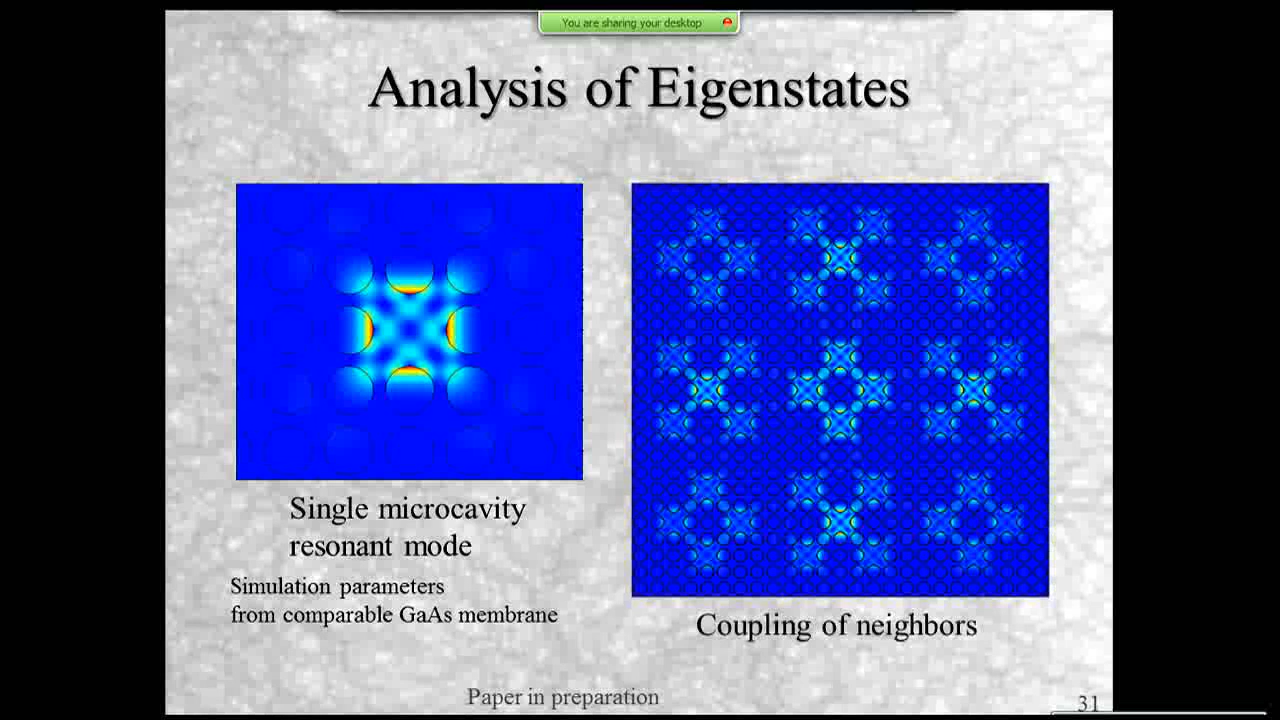 You are sharing your desktop
Analysis of Eigenstates
Single microcavity
resonant mode
Simulation parameters
from comparable GaAs membrane
Coupling of neighbors
Paper in preparation
31